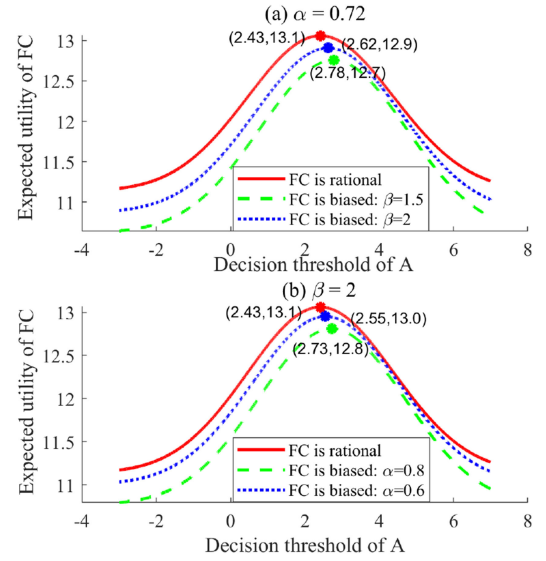 (a) α = 0.72
Expected utility of FC
13
12.5
12
11.5
11
(2.43,13.1)
(2.62,12.9)
(2.78,12.7)
FC is rational
FC is biased: β=1.5
FC is biased: β=2
-4 -2 0 2 4 6 8
Decision threshold of A
(b) β = 2
Expected utility of FC
13
12.5
12
11.5
11
(2.43,13.1)
(2.55,13.0)
(2.73,12.8)
FC is rational
FC is biased: α=0.8
FC is biased: α=0.6
-4 -2 0 2 4 6 8
Decision threshold of A